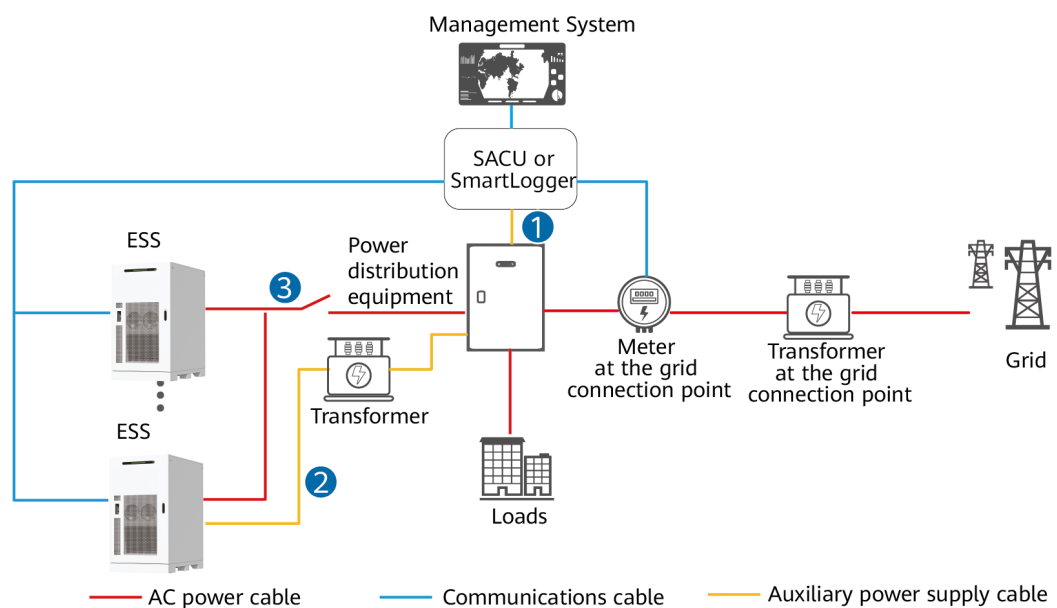 Management System
SACU or
SmartLogger
1
ESS
Power
distribution
equipment
3
Meter
at the grid
connection point
Transformer
at the grid
connection point
Grid
Transformer
ESS
2
Loads
AC power cable
Communications cable
Auxiliary power supply cable